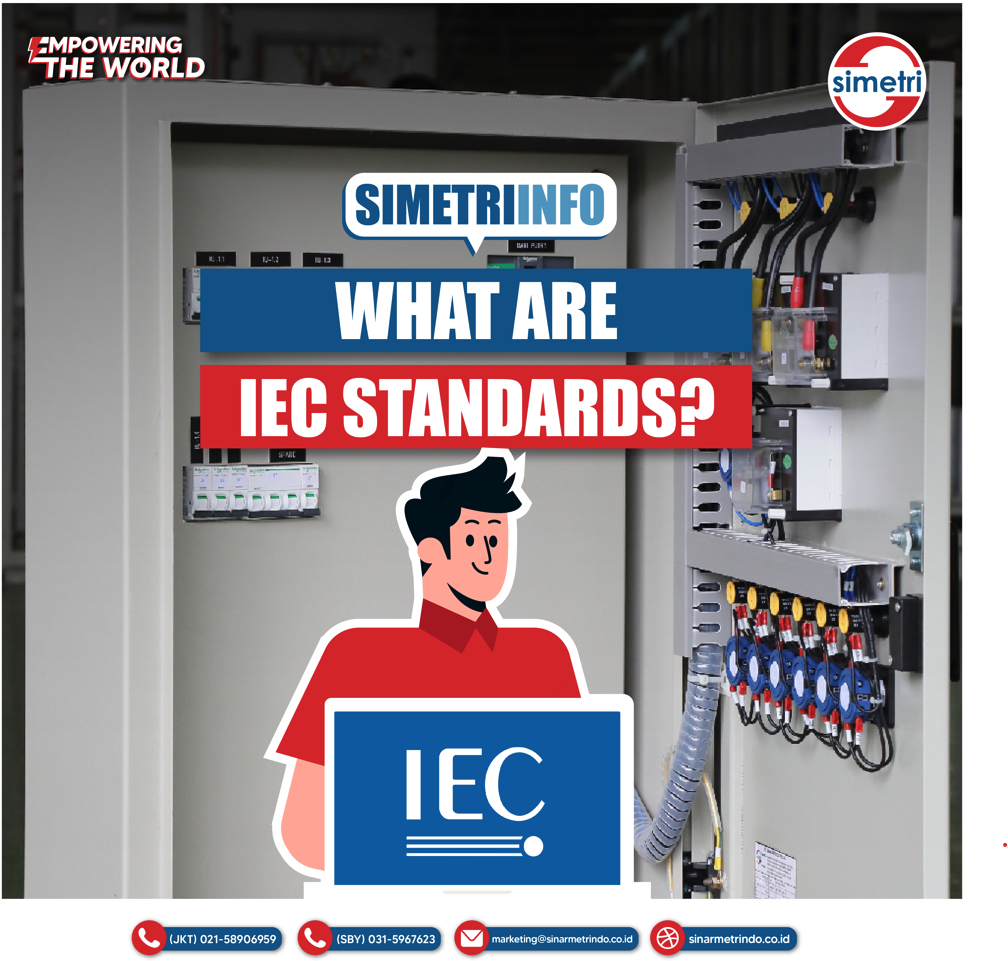 EMPOWERING
THE WORLD
simetri
SIMETRIINFO
WHAT ARE
IEC STANDARDS?
SPARE
IEC
(JKT) 021-58906959
(SBY) 031-5967623
marketing@sinarmetrindo.co.id
sinarmetrindo.co.id